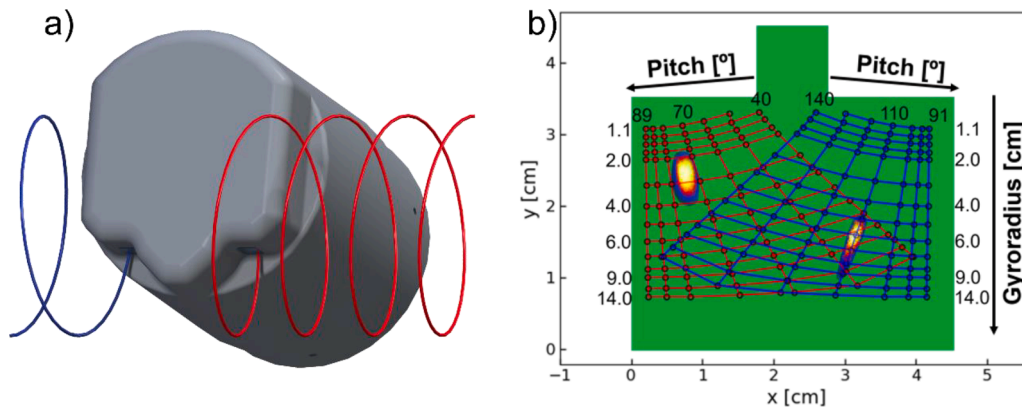 a)
b)
Pitch [º]
Pitch [º]
89 70 40 140 110 91
1.1 1.1
2.0 2.0
4.0 4.0
6.0 6.0
9.0 9.0
14.0 14.0
Gyroradius [cm]
y [cm]
4
3
2
1
0
−1 0 1 2 3 4 5
x [cm]